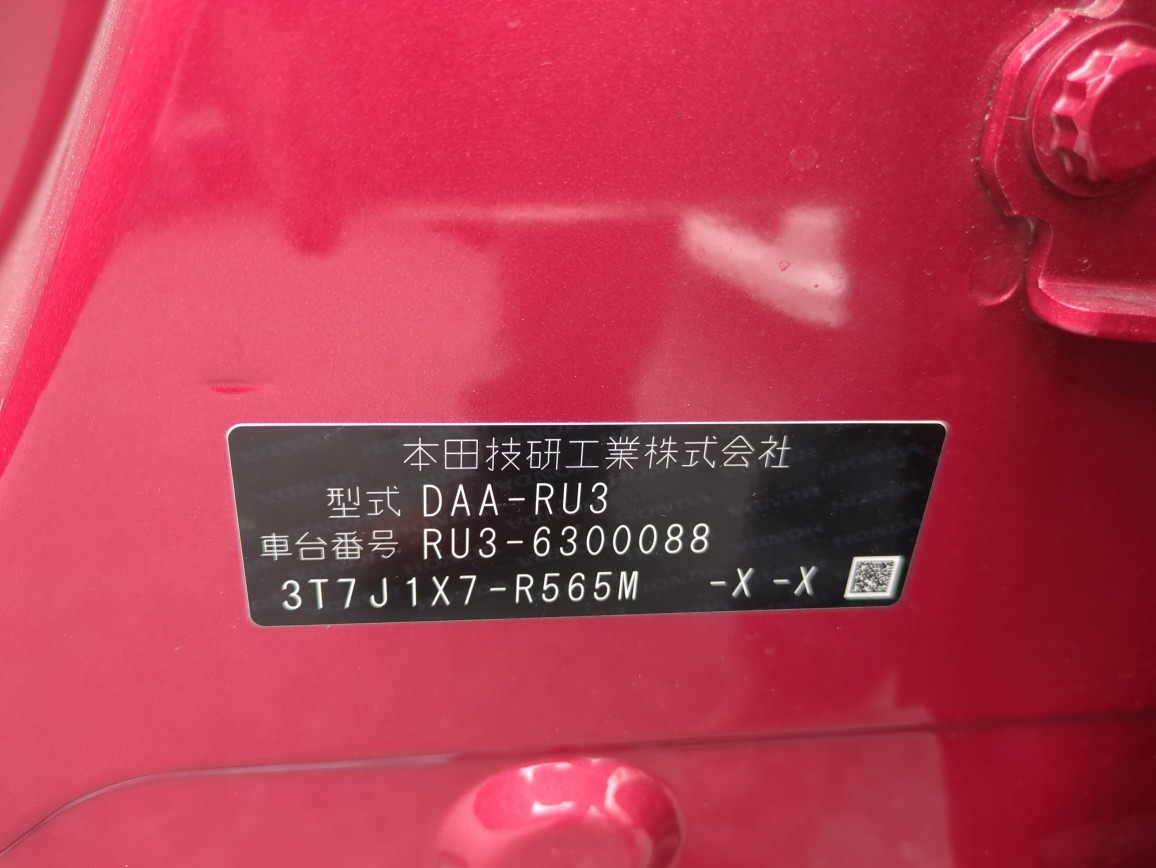 本田技研工業株式会社
型式 DAA-RU3
車台番号 RU3-6300088
3T7J1X7-R565M -X -X